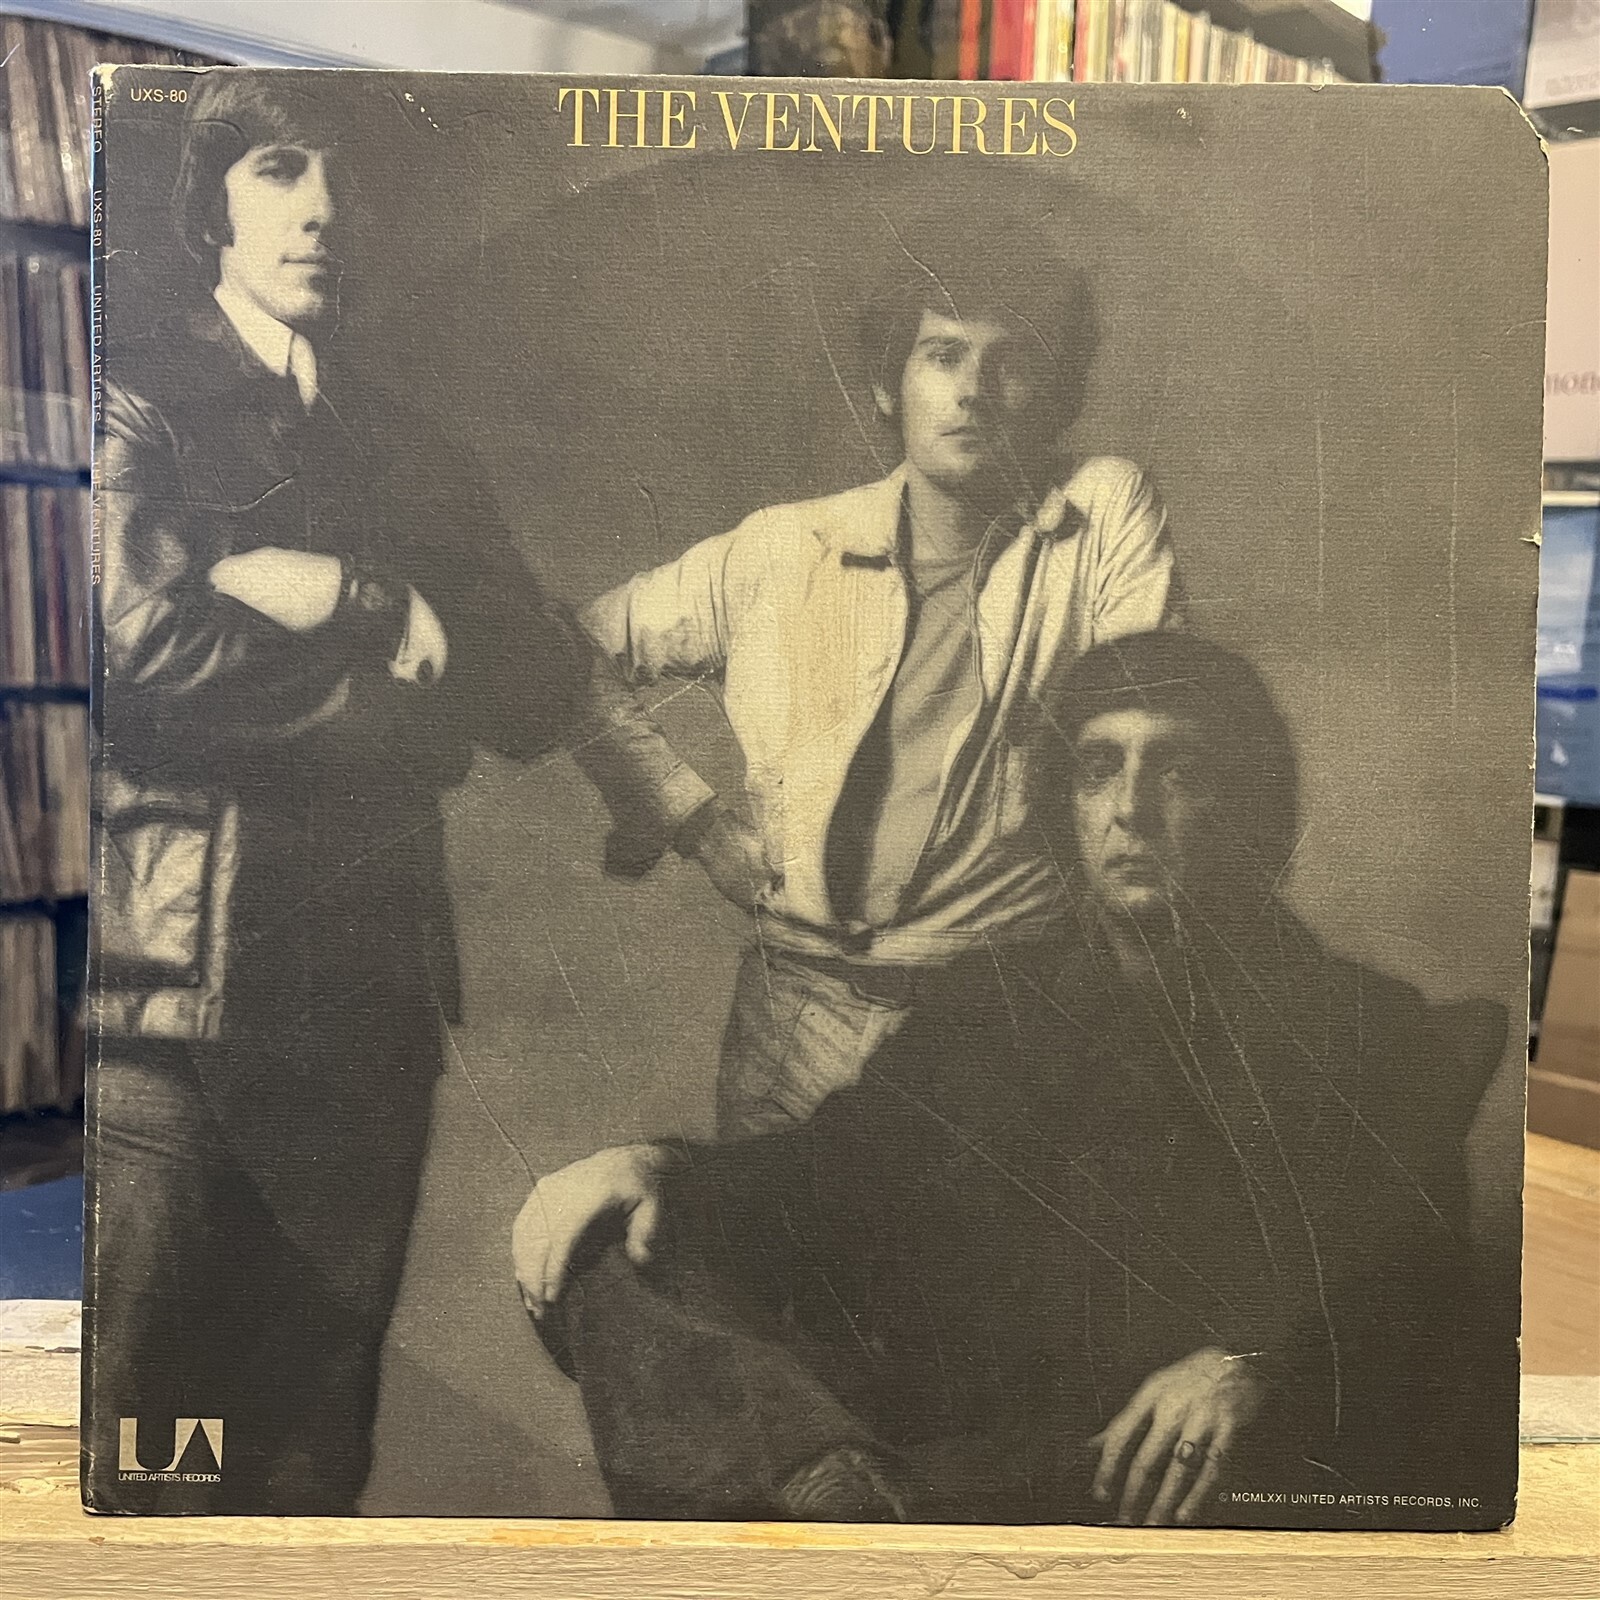 UXS-80
THE VENTURES
STEREO UXS-80 UNITED ARTISTS THE VENTURES
UA
UNITED ARTISTS RECORDS
© MCMLXXI UNITED ARTISTS RECORDS, INC.